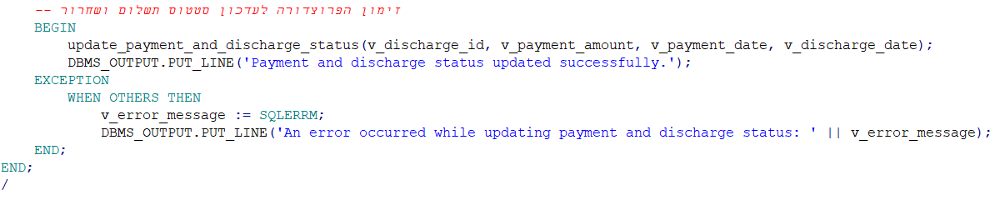 -- זימון הפרוצדורה לעדכון סטטוס תשלום ושחרור
BEGIN
update_payment_and_discharge_status(v_discharge_id, v_payment_amount, v_payment_date, v_discharge_date);
DBMS_OUTPUT.PUT_LINE('Payment and discharge status updated successfully.');
EXCEPTION
WHEN OTHERS THEN
v_error_message := SQLERRM;
DBMS_OUTPUT.PUT_LINE('An error occurred while updating payment and discharge status: ' || v_error_message);
END;
END;
/